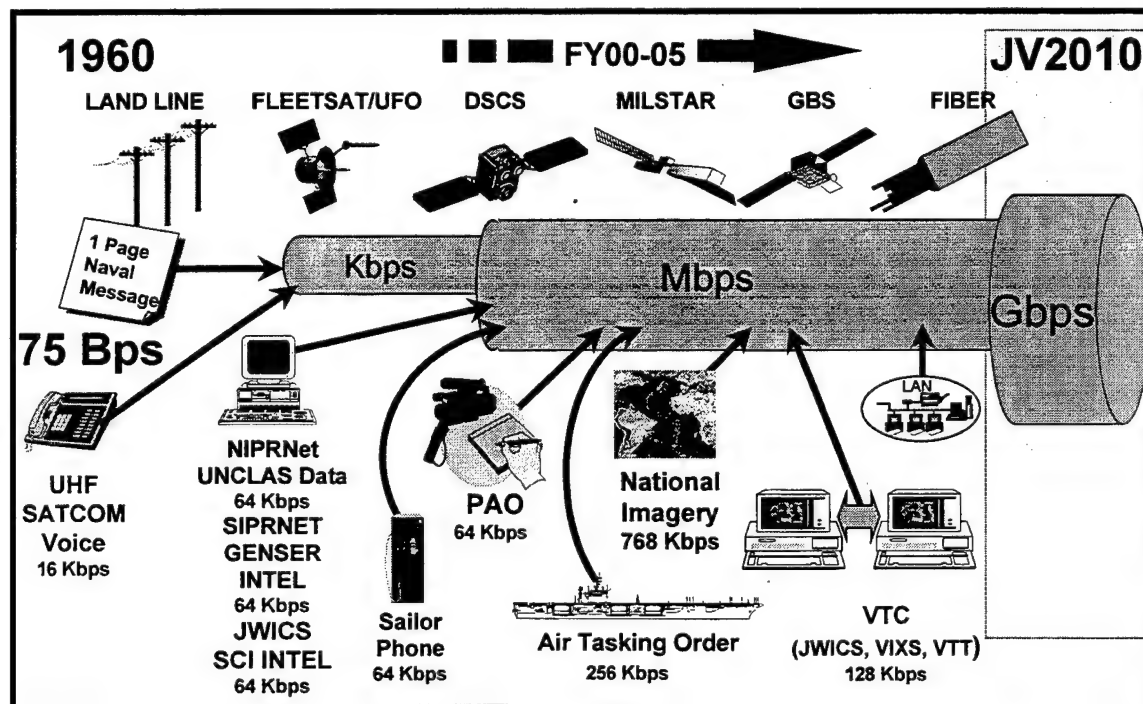 1960
FY00-05
JV2010
LAND LINE
FLEETSAT/UFO
DSCS
MILSTAR
GBS
FIBER
1 Page
Naval
Message
Kbps
Mbps
Gbps
75 Bps
LAN
UHF
SATCOM
Voice
16 Kbps
NIPRNet
UNCLAS Data
64 Kbps
SIPRNET
GENSER
INTEL
64 Kbps
JWICS
SCI INTEL
64 Kbps
Sailor
Phone
64 Kbps
PAO
64 Kbps
Air Tasking Order
256 Kbps
National
Imagery
768 Kbps
VTC
(JWICS, VIXS, VTT)
128 Kbps